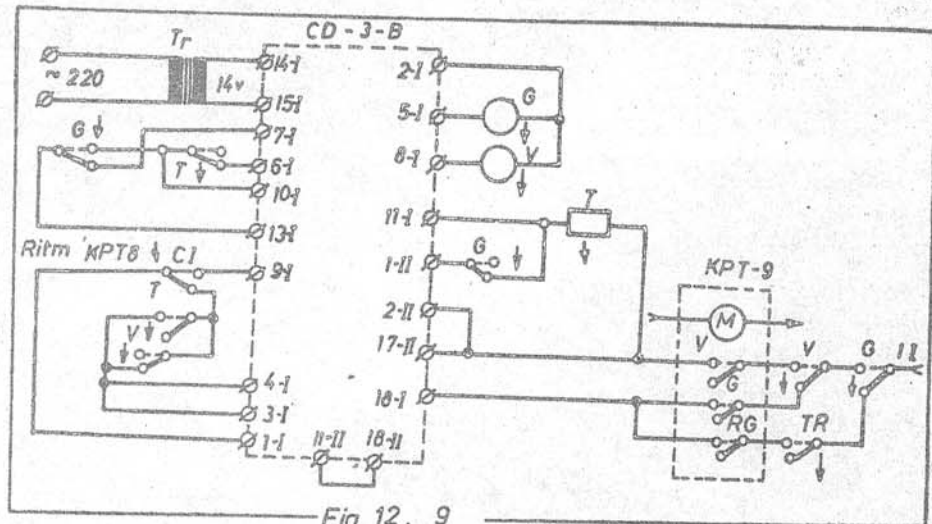 CD-3-B
Tr
~ 220
14v
14-I
15-I
G
7-I
T
6-I
10-I
13-I
Ritm KPT8 CI
9-I
T
V
4-I
3-I
1-I
11-II
18-II
2-I
G
5-I
V
8-I
T
11-I
G
1-II
KPT-9
2-II
M
17-II
V
V
G
II
G
18-I
RG
TR
Fig. 12. 9